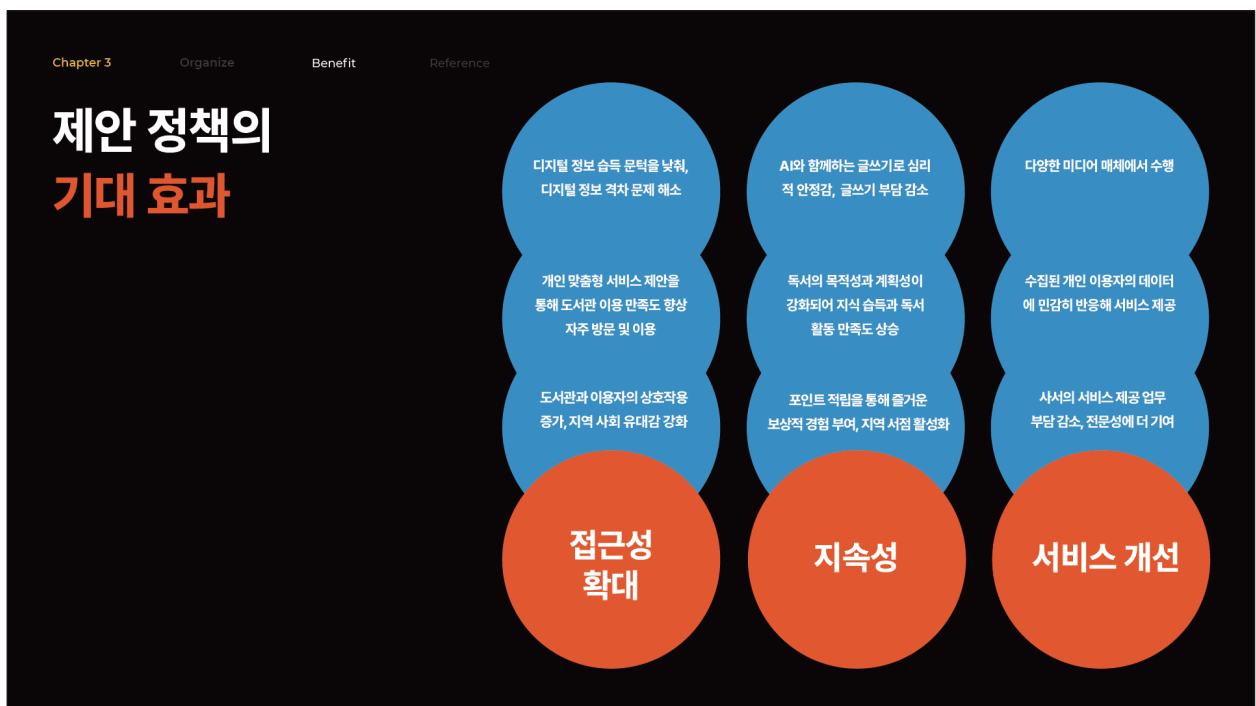 Chapter 3
Organize
Benefit
Reference
제안 정책의
기대 효과
디지털 정보 습득 문턱을 낮춰,
디지털 정보 격차 문제 해소
개인 맞춤형 서비스 제안을
통해 도서관 이용 만족도 향상
자주 방문 및 이용
도서관과 이용자의 상호작용
증가, 지역 사회 유대감 강화
접근성
확대
AI와 함께하는 글쓰기로 심리
적 안정감, 글쓰기 부담 감소
독서의 목적성과 계획성이
강화되어 지식 습득과 독서
활동 만족도 상승
포인트 적립을 통해 즐거운
보상적 경험 부여, 지역 서점 활성화
지속성
다양한 미디어 매체에서 수행
수집된 개인 이용자의 데이터
에 민감히 반응해 서비스 제공
사서의 서비스 제공 업무
부담 감소, 전문성에 더 기여
서비스 개선